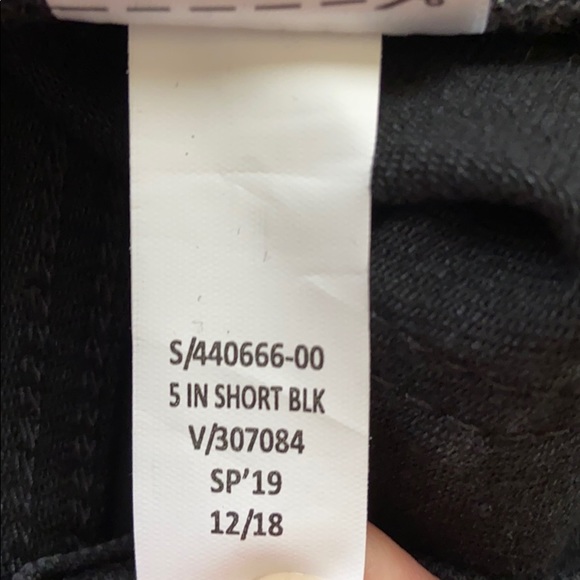 S/440666-00
5 IN SHORT BLK
V/307084
SP'19
12/18